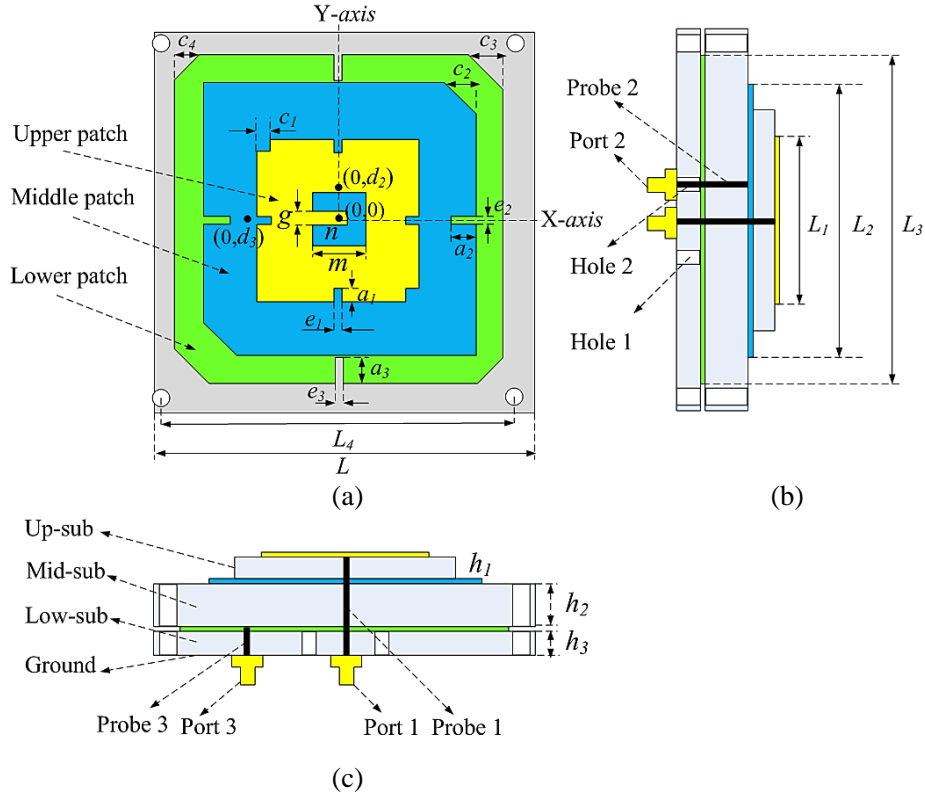 Y-axis
c4
c3
c2
c1
Upper patch
(0,d2)
(0,0)
g
n
e2
X-axis
(0,d3)
a2
Middle patch
m
Lower patch
a1
e1
a3
e3
L4
L
(a)
Probe 2
Port 2
Hole 2
Hole 1
L1
L2
L3
(b)
Up-sub
Mid-sub
Low-sub
Ground
h1
h2
h3
Probe 3
Port 3
Port 1
Probe 1
(c)